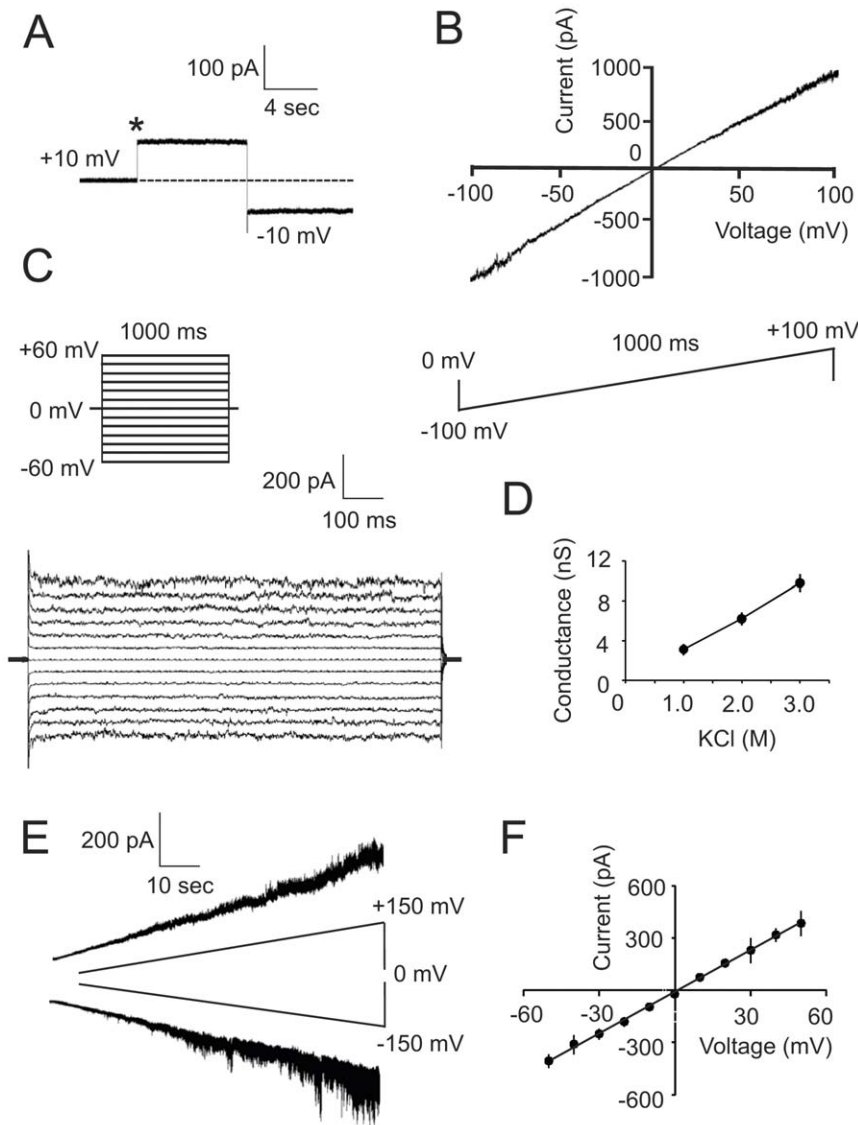 A
100 pA
4 sec
*
+10 mV
-10 mV
B
Current (pA)
1000
500
0
-100
-50
50
100
-500
-1000
Voltage (mV)
0 mV
1000 ms
+100 mV
-100 mV
C
1000 ms
+60 mV
0 mV
-60 mV
200 pA
100 ms
D
Conductance (nS)
12
8
4
0
0
1.0
2.0
3.0
KCl (M)
E
200 pA
10 sec
+150 mV
0 mV
-150 mV
F
Current (pA)
600
300
-60
-30
30
60
-300
-600
Voltage (mV)